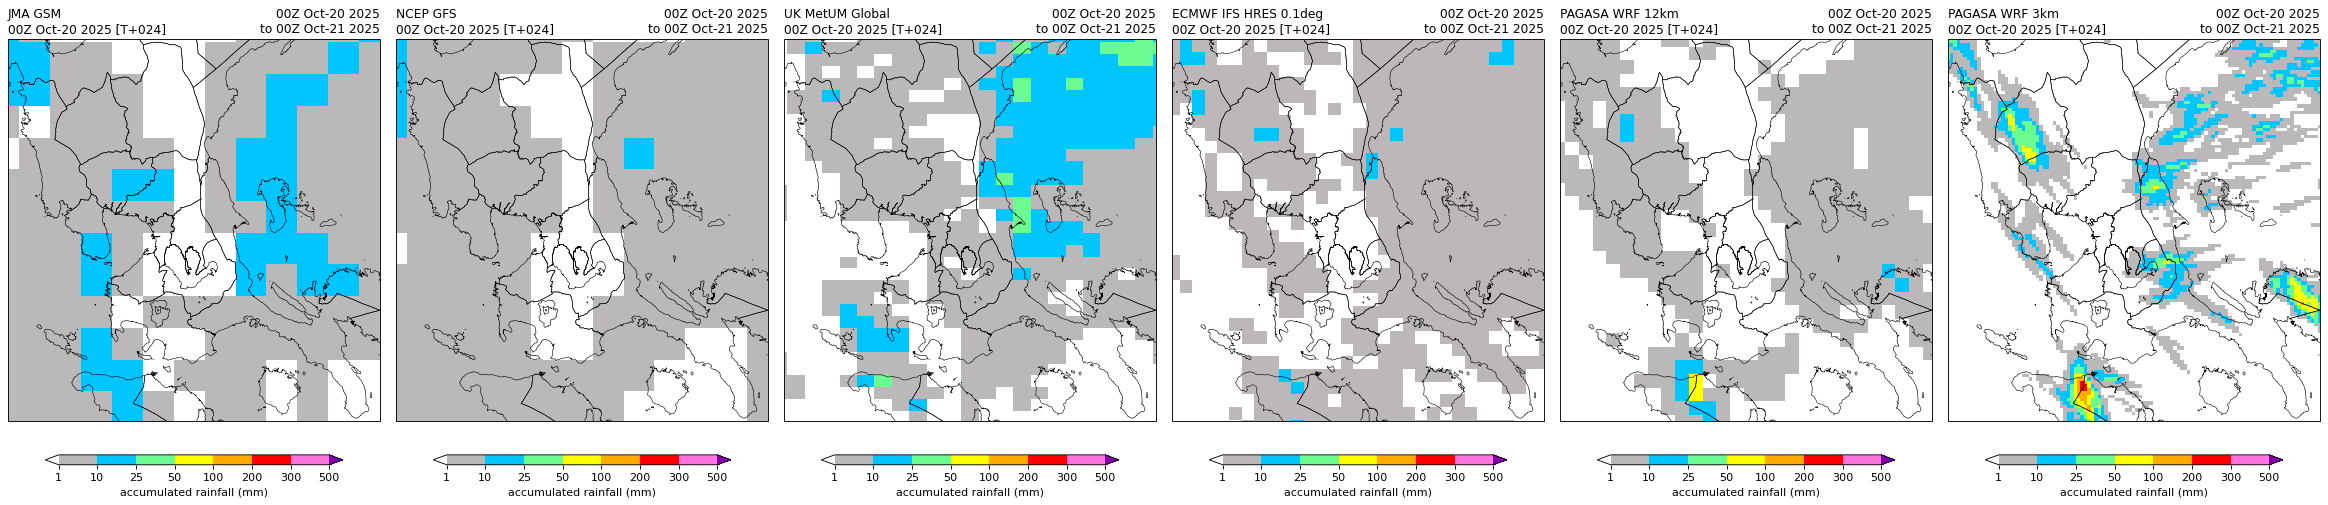 JMA GSM
00Z Oct-20 2025
00Z Oct-20 2025 [T+024]
to 00Z Oct-21 2025
1 10 25 50 100 200 300 500
accumulated rainfall (mm)
NCEP GFS
00Z Oct-20 2025
00Z Oct-20 2025 [T+024]
to 00Z Oct-21 2025
1 10 25 50 100 200 300 500
accumulated rainfall (mm)
UK MetUM Global
00Z Oct-20 2025
00Z Oct-20 2025 [T+024]
to 00Z Oct-21 2025
1 10 25 50 100 200 300 500
accumulated rainfall (mm)
ECMWF IFS HRES 0.1deg
00Z Oct-20 2025
00Z Oct-20 2025 [T+024]
to 00Z Oct-21 2025
1 10 25 50 100 200 300 500
accumulated rainfall (mm)
PAGASA WRF 12km
00Z Oct-20 2025
00Z Oct-20 2025 [T+024]
to 00Z Oct-21 2025
1 10 25 50 100 200 300 500
accumulated rainfall (mm)
PAGASA WRF 3km
00Z Oct-20 2025
00Z Oct-20 2025 [T+024]
to 00Z Oct-21 2025
1 10 25 50 100 200 300 500
accumulated rainfall (mm)